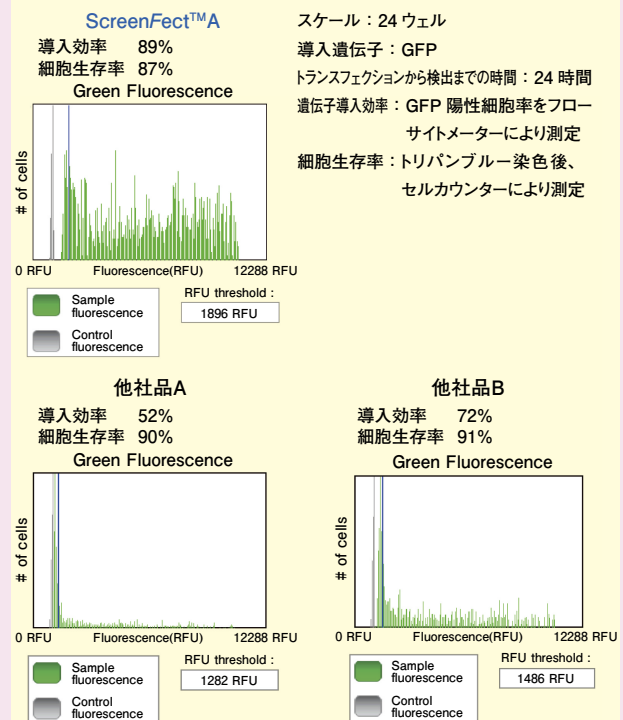 ScreenFect™A
導入効率 89%
細胞生存率 87%
Green Fluorescence
# of cells
0 RFU Fluorescence(RFU) 12288 RFU
Sample fluorescence
Control fluorescence
RFU threshold :
1896 RFU
スケール：24 ウェル
導入遺伝子：GFP
トランスフェクションから検出までの時間：24 時間
遺伝子導入効率：GFP 陽性細胞率をフロー
サイトメーターにより測定
細胞生存率：トリパンブルー染色後、
セルカウンターにより測定
他社品A
導入効率 52%
細胞生存率 90%
Green Fluorescence
# of cells
0 RFU Fluorescence(RFU) 12288 RFU
Sample fluorescence
Control fluorescence
RFU threshold :
1282 RFU
他社品B
導入効率 72%
細胞生存率 91%
Green Fluorescence
# of cells
0 RFU Fluorescence(RFU) 12288 RFU
Sample fluorescence
Control fluorescence
RFU threshold :
1486 RFU